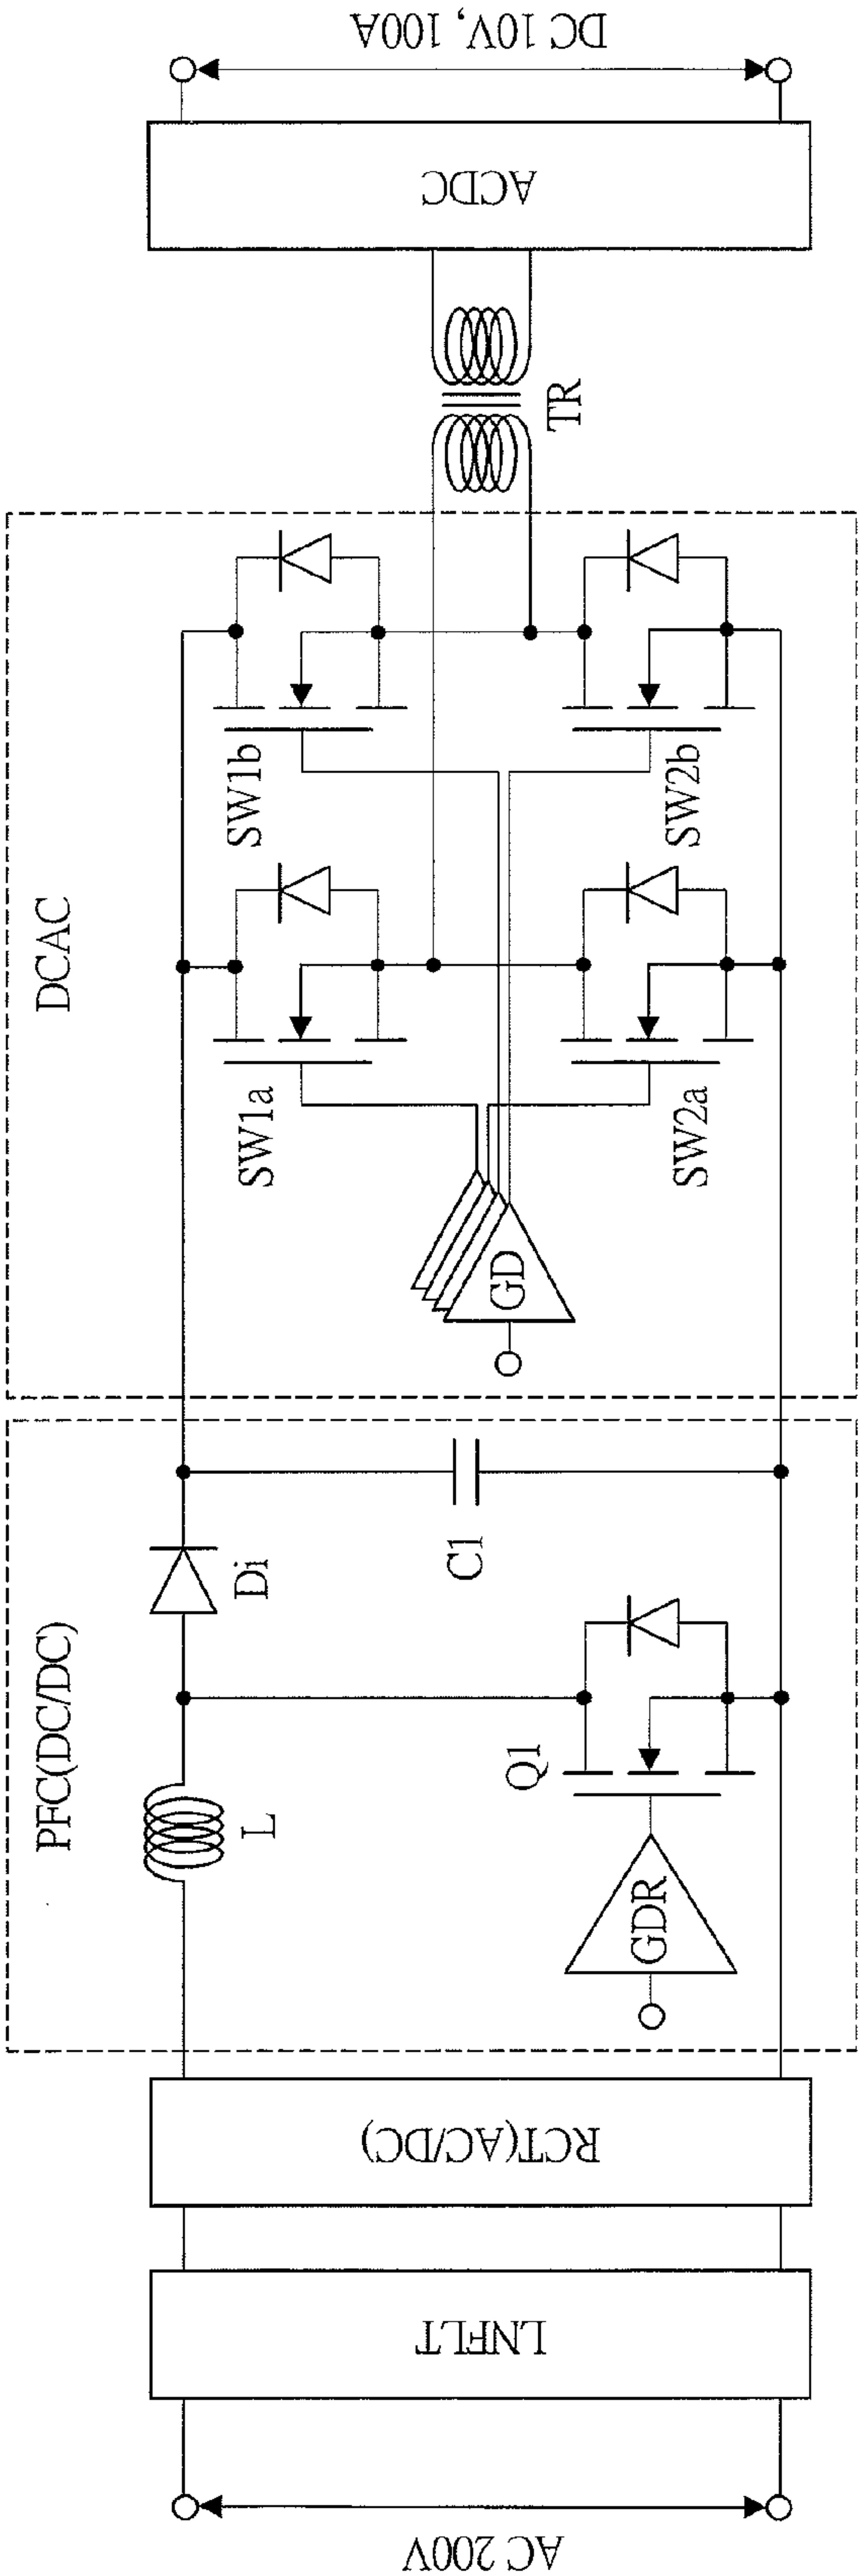 DC 10V, 100A
ACDC
TR
DCAC
SW1b
SW2b
SW1a
SW2a
GD
PFC(DC/DC)
Di
C1
L
Q1
GDR
RCT(AC/DC)
LNFLT
AC 200V